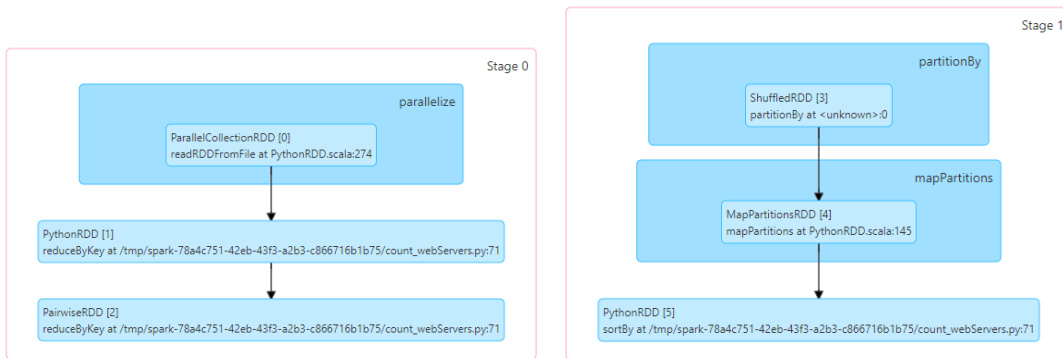 Stage 0
parallelize
ParallelCollectionRDD [0]
readRDDFromFile at PythonRDD.scala:274
PythonRDD [1]
reduceByKey at /tmp/spark-78a4c751-42eb-43f3-a2b3-c866716b1b75/count_webServers.py:71
PairwiseRDD [2]
reduceByKey at /tmp/spark-78a4c751-42eb-43f3-a2b3-c866716b1b75/count_webServers.py:71
Stage 1
partitionBy
ShuffledRDD [3]
partitionBy at <unknown>:0
mapPartitions
MapPartitionsRDD [4]
mapPartitions at PythonRDD.scala:145
PythonRDD [5]
sortBy at /tmp/spark-78a4c751-42eb-43f3-a2b3-c866716b1b75/count_webServers.py:71